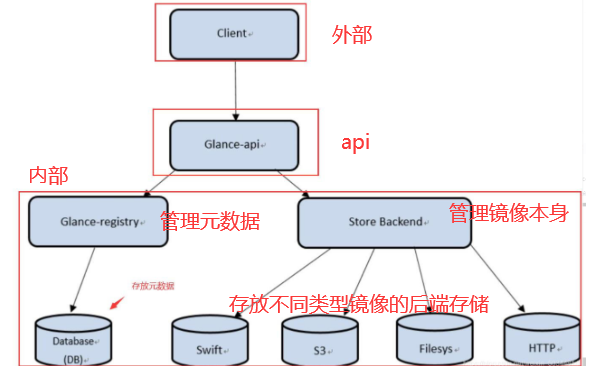 Client
外部
Glance-api
api
内部
Glance-registry
管理元数据
Store Backend
管理镜像本身
存放元数据
存放不同类型镜像的后端存储
Database
(DB)
Swift
S3
Filesys
HTTP